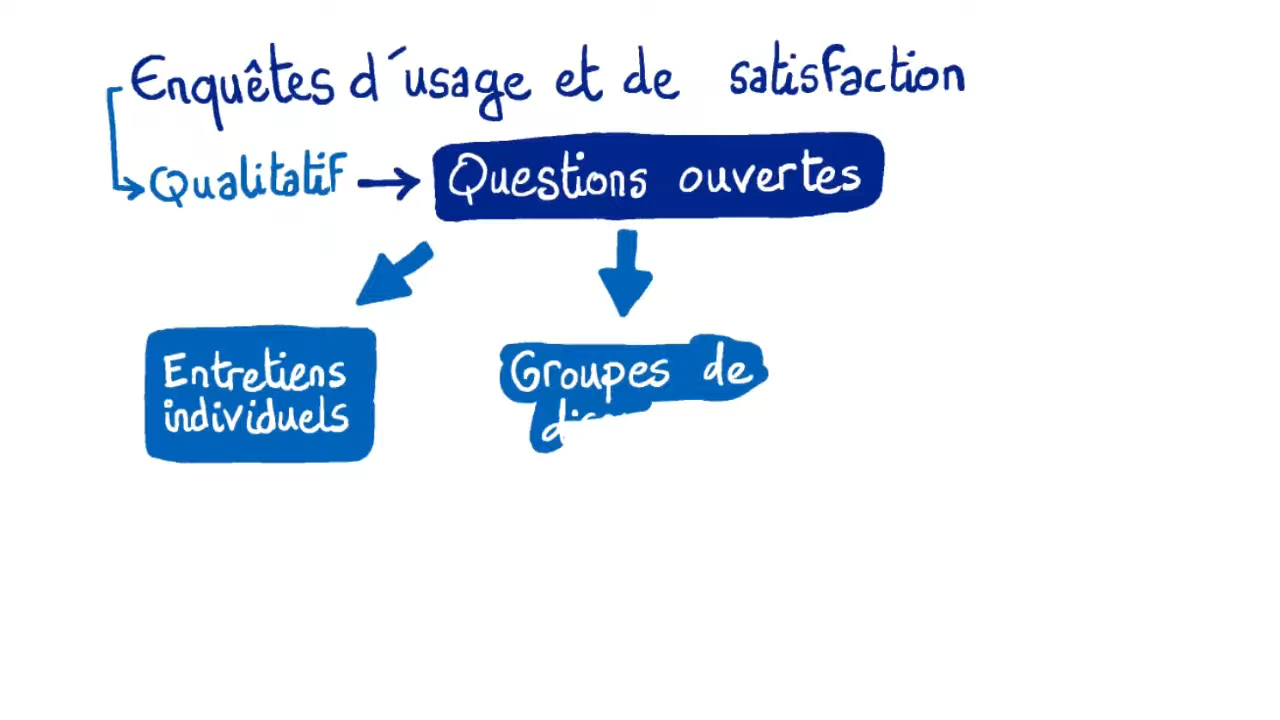 Enquêtes d´usage et de satisfaction
Qualitatif → Questions ouvertes
Entretiens
individuels
Groupes de